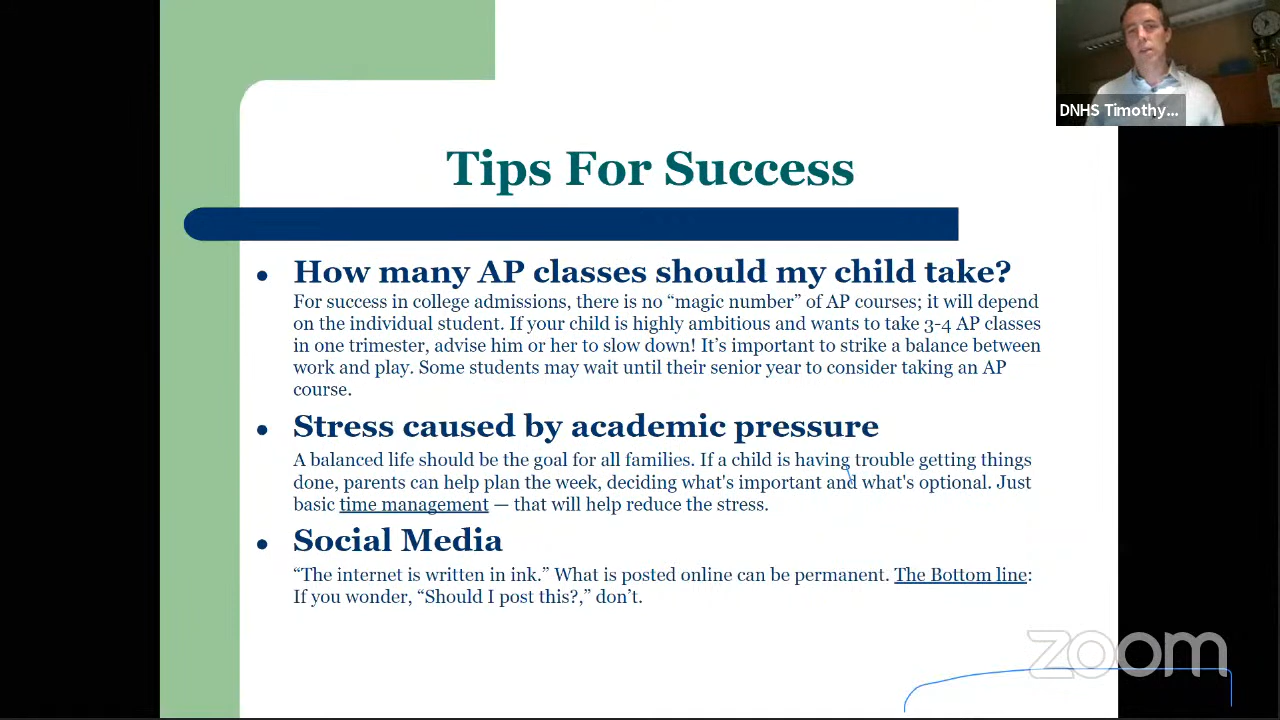 DNHS Timothy...
Tips For Success
How many AP classes should my child take?
For success in college admissions, there is no “magic number” of AP courses; it will depend
on the individual student. If your child is highly ambitious and wants to take 3-4 AP classes
in one trimester, advise him or her to slow down! It’s important to strike a balance between
work and play. Some students may wait until their senior year to consider taking an AP
course.
Stress caused by academic pressure
A balanced life should be the goal for all families. If a child is having trouble getting things
done, parents can help plan the week, deciding what's important and what's optional. Just
basic time management — that will help reduce the stress.
Social Media
“The internet is written in ink.” What is posted online can be permanent. The Bottom line:
If you wonder, “Should I post this?,” don’t.
zoom